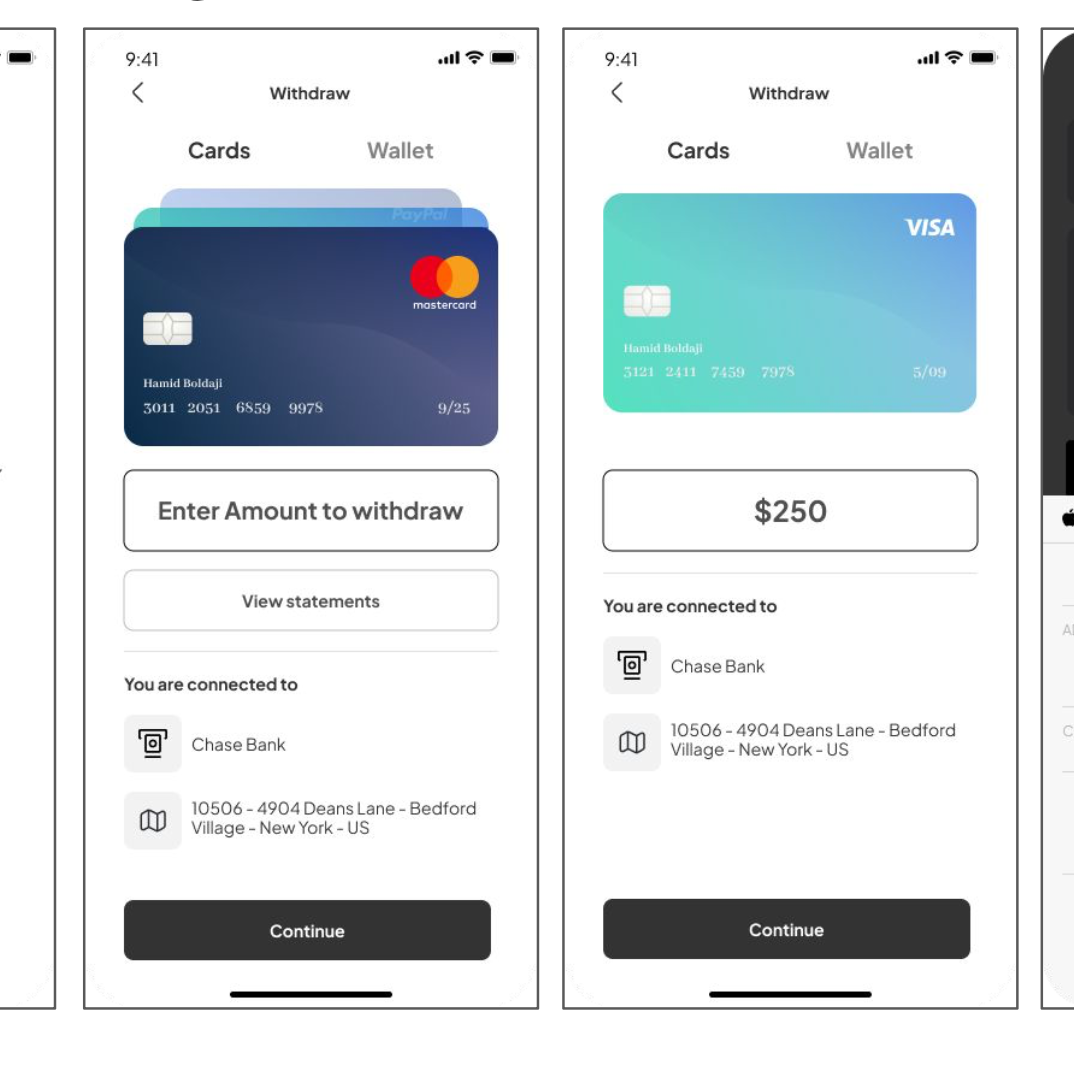 9:41
Withdraw
Cards
Wallet
PayPal
mastercard
Hamid Boldaji
3011 2051 6859 9978
9/25
Enter Amount to withdraw
View statements
You are connected to
Chase Bank
10506 - 4904 Deans Lane - Bedford
Village - New York - US
Continue
9:41
Withdraw
Cards
Wallet
VISA
Hamid Boldaji
3121 2411 7459 7978
5/09
$250
You are connected to
Chase Bank
10506 - 4904 Deans Lane - Bedford
Village - New York - US
Continue